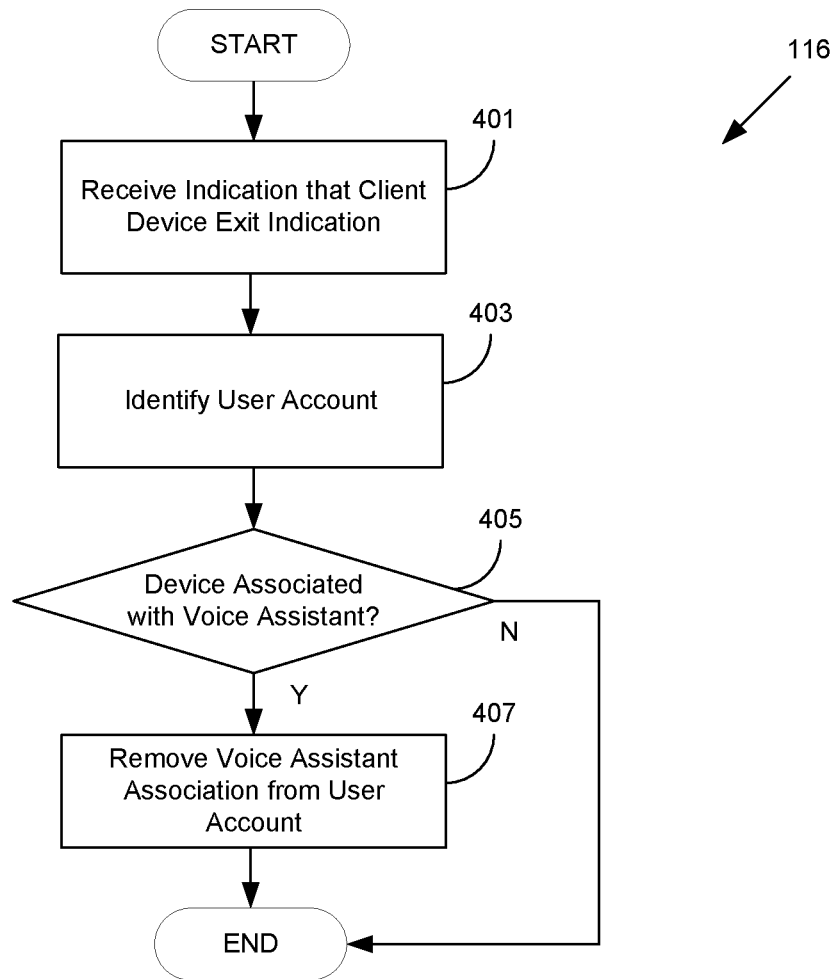 START
116
401
Receive Indication that Client
Device Exit Indication
403
Identify User Account
405
Device Associated
with Voice Assistant?
N
Y
407
Remove Voice Assistant
Association from User
Account
END